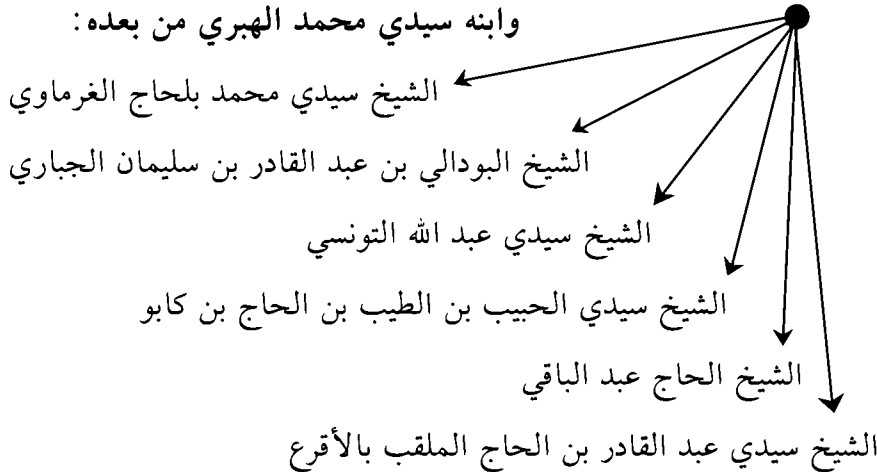 وابنه سيدي محمد الهبري من بعده:
الشيخ سيدي محمد بلحاج الغرماوي
الشيخ البودالي بن عبد القادر بن سليمان الجباري
الشيخ سيدي عبد الله التونسي
الشيخ سيدي الحبيب بن الطيب بن الحاج بن كابو
الشيخ الحاج عبد الباقي
الشيخ سيدي عبد القادر بن الحاج الملقب بالأقرع